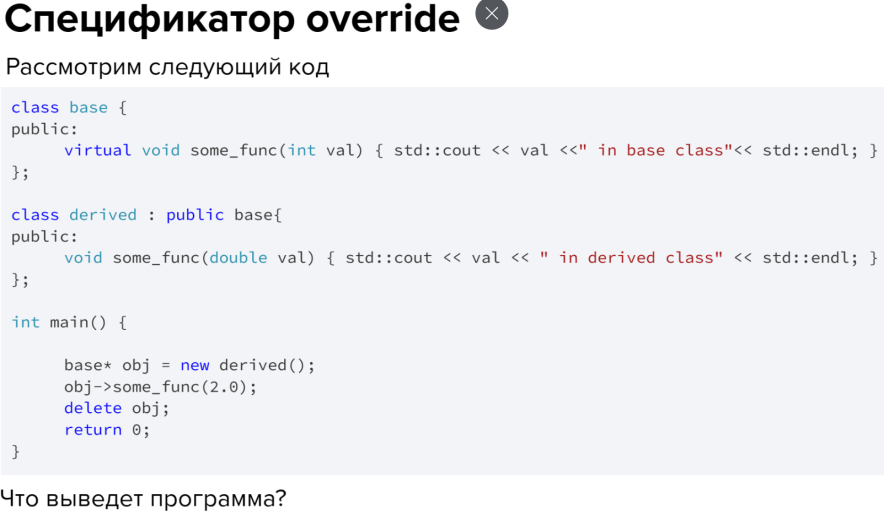 Спецификатор override
Рассмотрим следующий код
class base {
public:
virtual void some_func(int val) { std::cout << val <<" in base class"<< std::endl; }
};
class derived : public base{
public:
void some_func(double val) { std::cout << val << " in derived class" << std::endl; }
};
int main() {
base* obj = new derived();
obj->some_func(2.0);
delete obj;
return 0;
}
Что выведет программа?